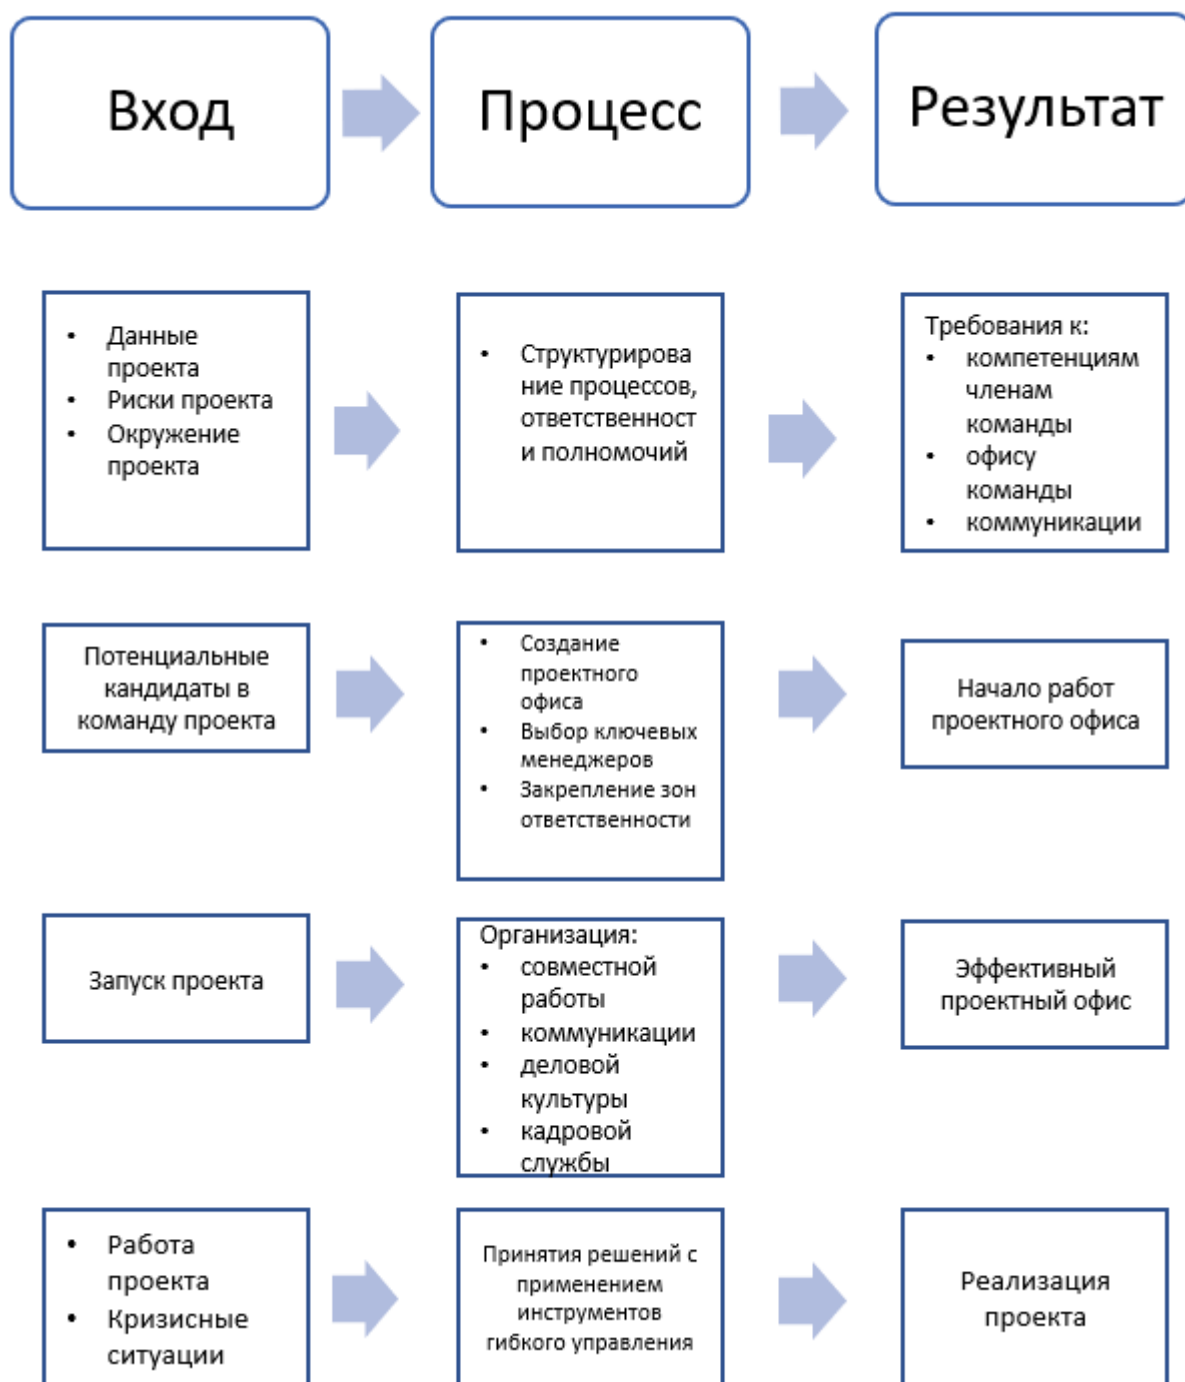 Вход
Процесс
Результат
• Данные
проекта
• Риски проекта
• Окружение
проекта
• Структурирова
ние процессов,
ответственност
и полномочий
Требования к:
• компетенциям
членам
команды
• офису
команды
• коммуникации
Потенциальные
кандидаты в
команду проекта
• Создание
проектного
офиса
• Выбор ключевых
менеджеров
• Закрепление зон
ответственности
Начало работ
проектного офиса
Запуск проекта
Организация:
• совместной
работы
• коммуникации
• деловой
культуры
• кадровой
службы
Эффективный
проектный офис
• Работа
проекта
• Кризисные
ситуации
Принятия решений с
применением
инструментов
гибкого управления
Реализация
проекта